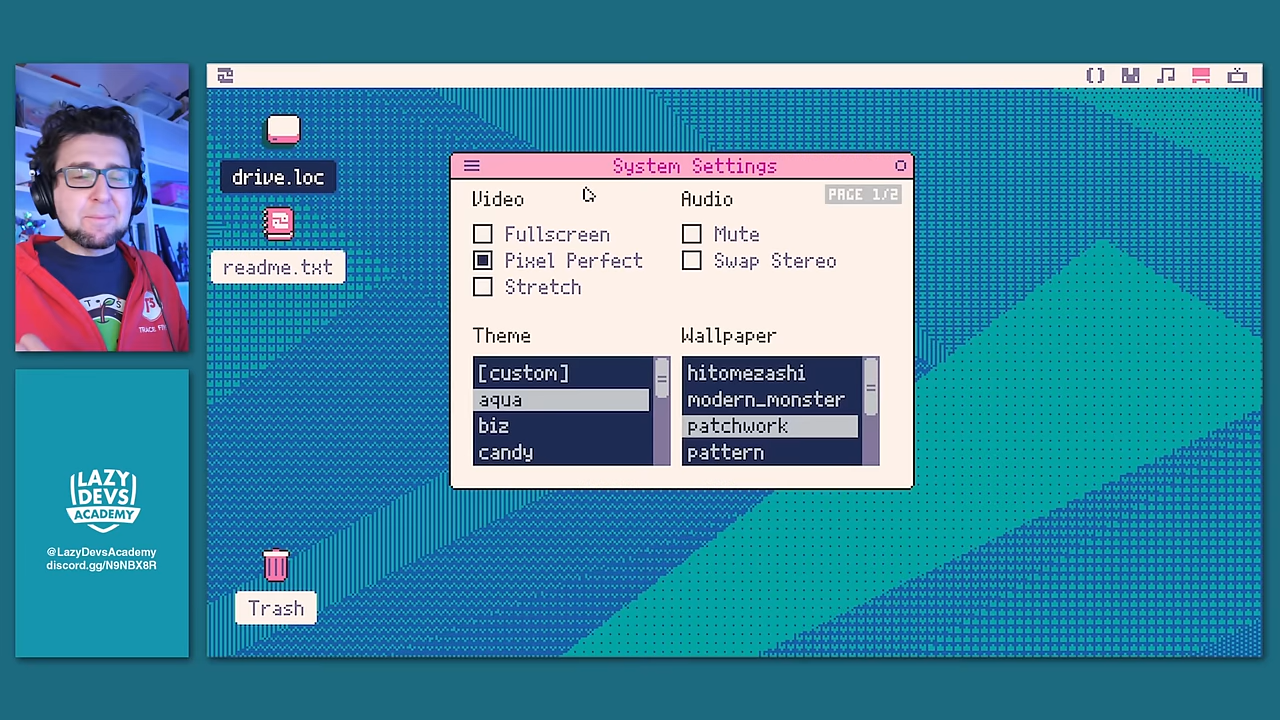 drive.loc
readme.txt
Trash
System Settings
PAGE 1/2
Video
Fullscreen
Pixel Perfect
Stretch
Audio
Mute
Swap Stereo
Theme
[custom]
aqua
biz
candy
Wallpaper
hitomezashi
modern_monster
patchwork
pattern
LAZY
DEVS
ACADEMY
@LazyDevsAcademy
discord.gg/N9NBX8R